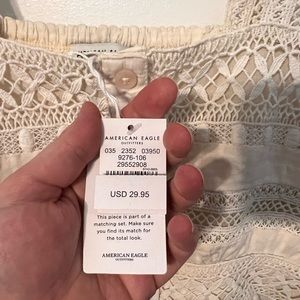 AMERICAN EAGLE
OUTFITTERS
035 2352 03950
9276-106
29552908
USD 29.95
This piece is part of a
matching set. Make sure
you find its match for
the total look.
AMERICAN EAGLE
OUTFITTERS